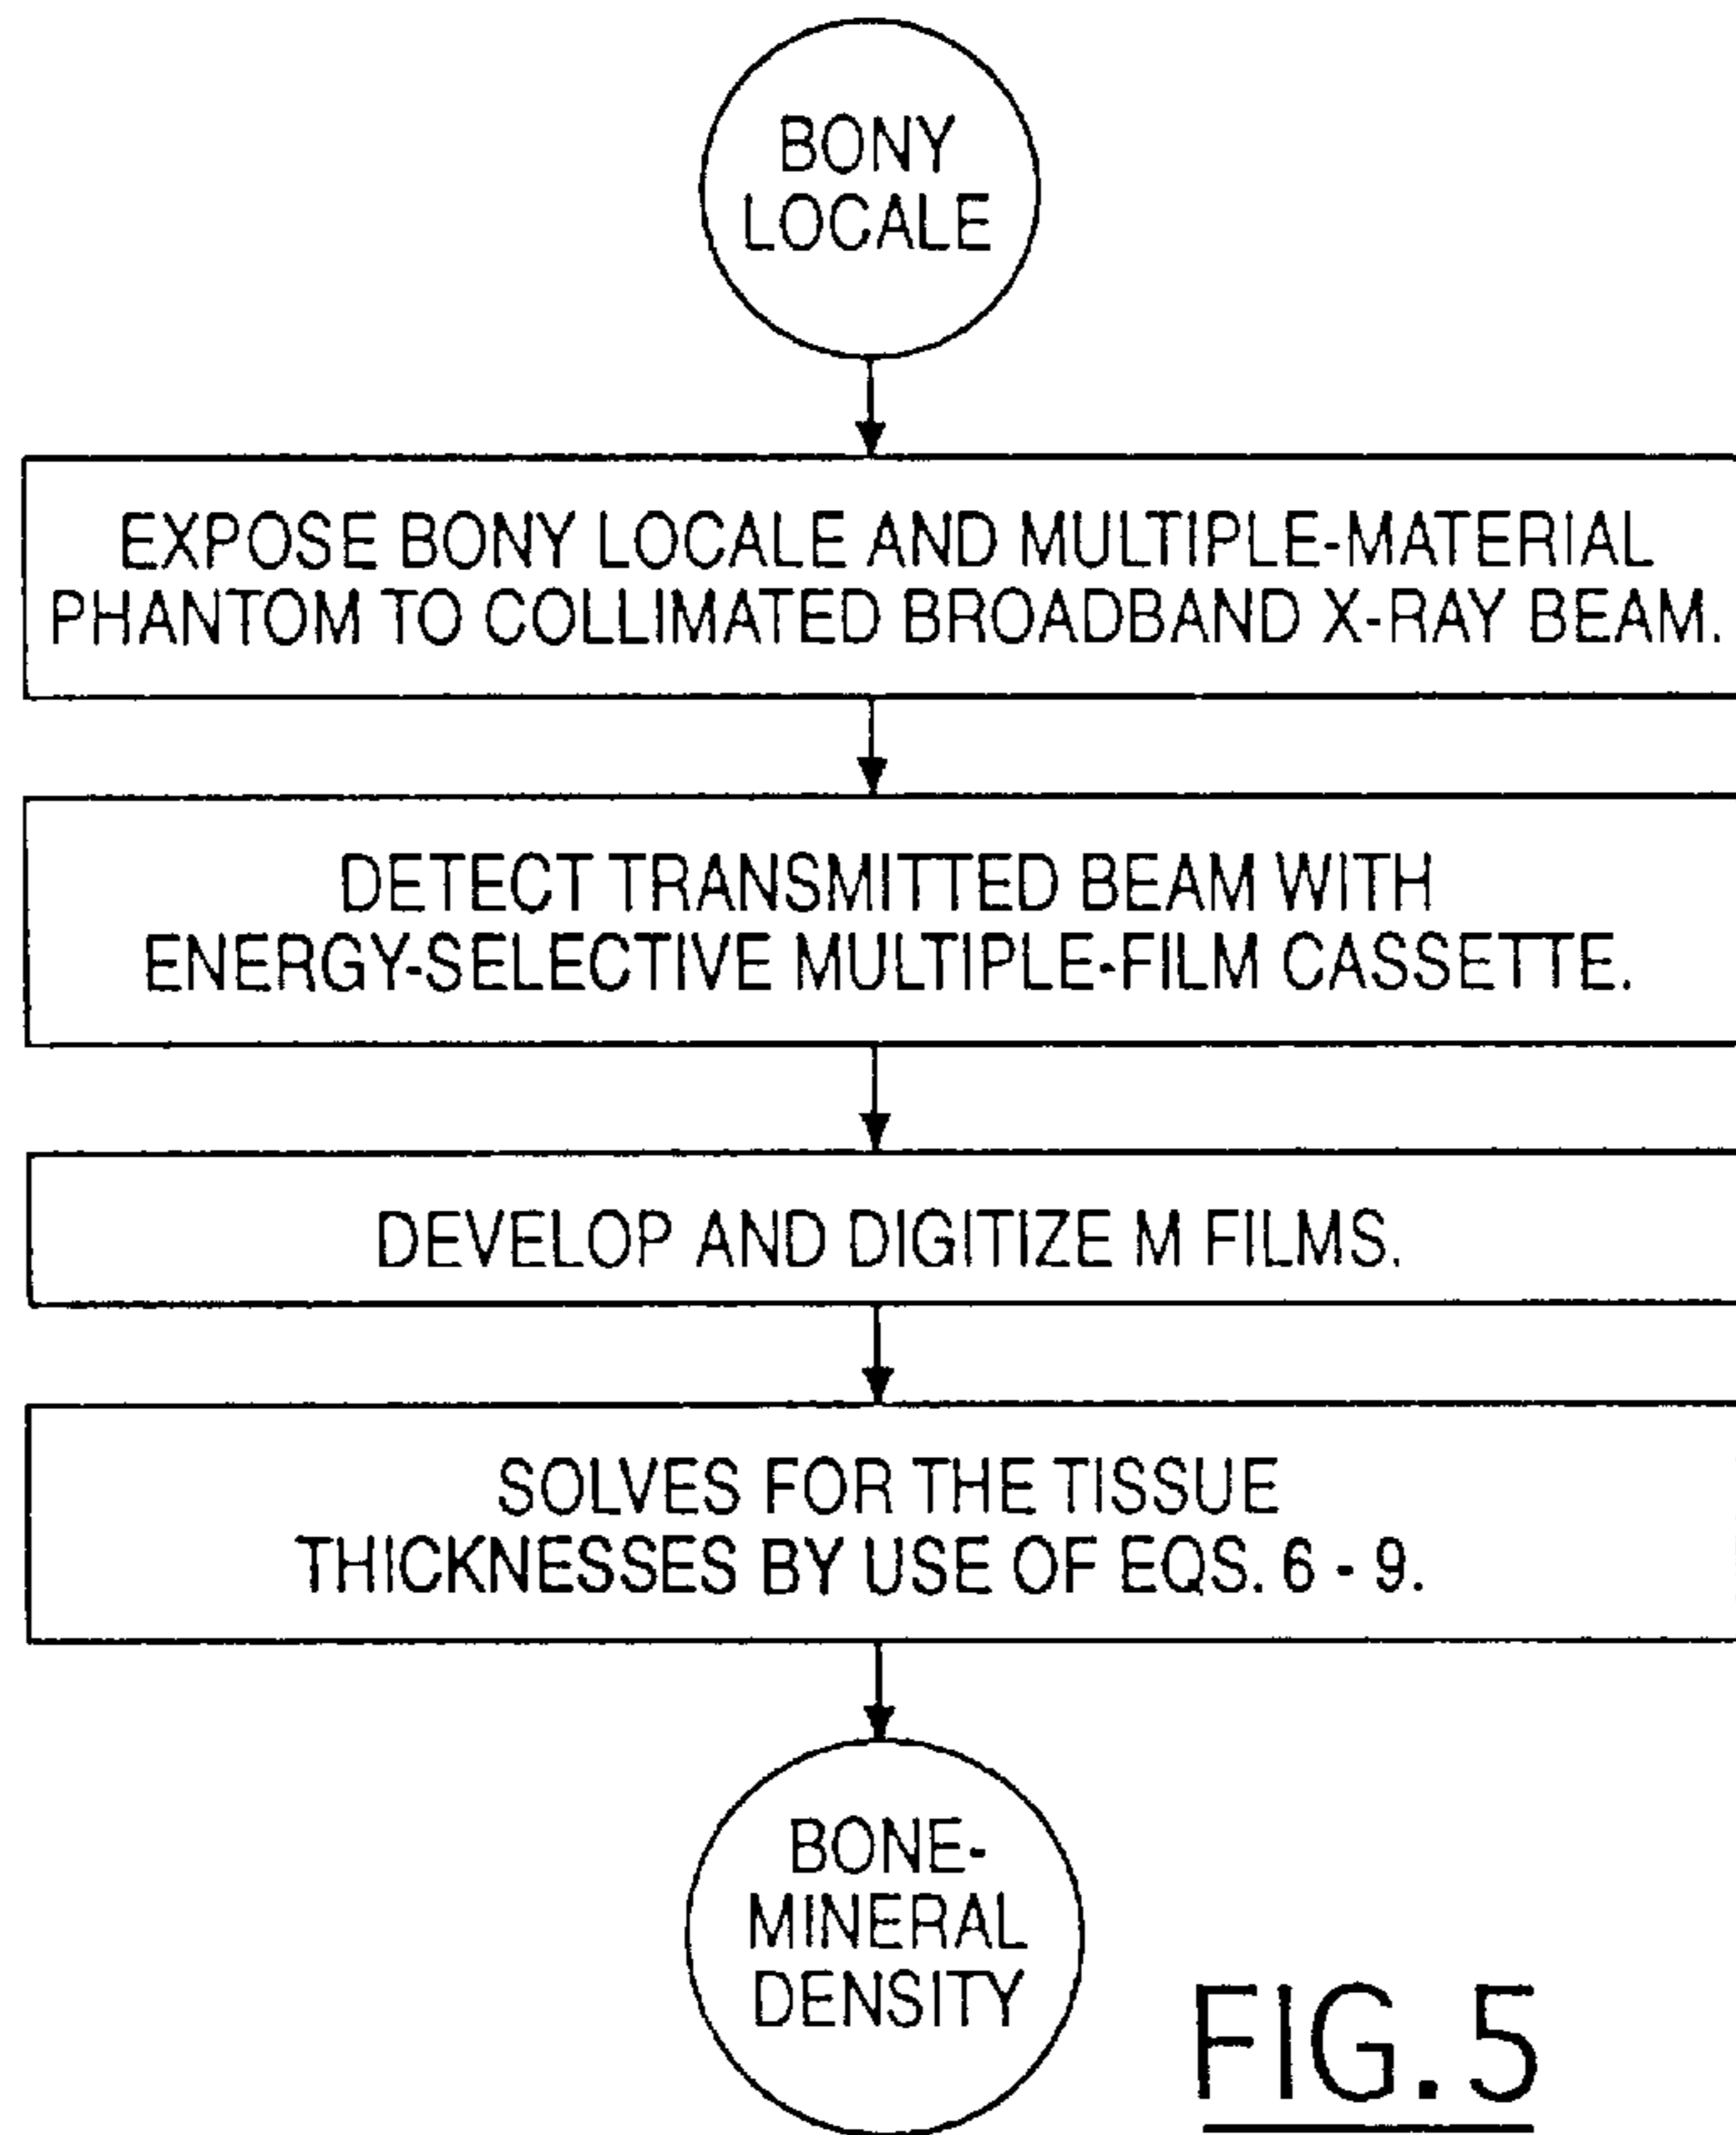 BONY
LOCALE
EXPOSE BONY LOCALE AND MULTIPLE-MATERIAL
PHANTOM TO COLLIMATED BROADBAND X-RAY BEAM.
DETECT TRANSMITTED BEAM WITH
ENERGY-SELECTIVE MULTIPLE-FILM CASSETTE.
DEVELOP AND DIGITIZE M FILMS.
SOLVES FOR THE TISSUE
THICKNESSES BY USE OF EQS. 6 - 9.
BONE-
MINERAL
DENSITY
FIG. 5